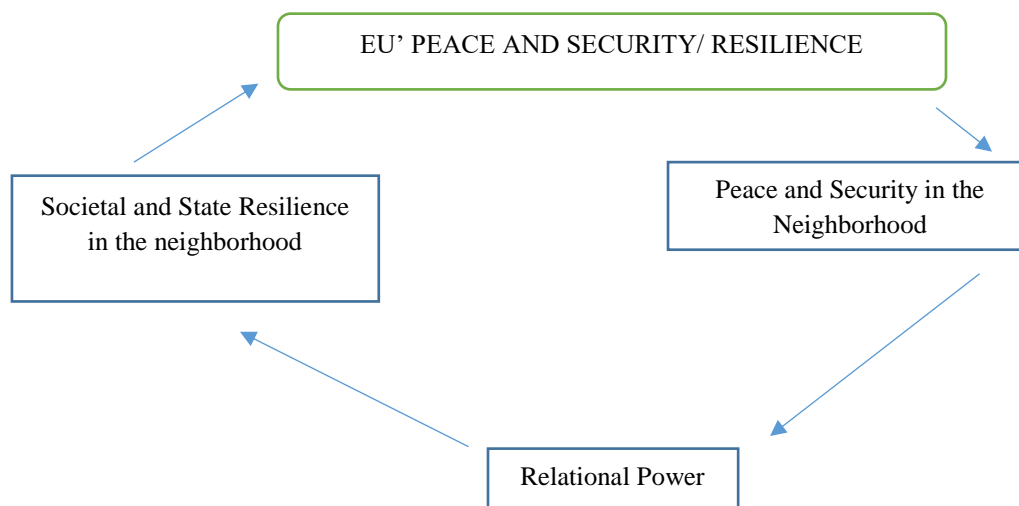 EU’ PEACE AND SECURITY/ RESILIENCE
Societal and State Resilience
in the neighborhood
Peace and Security in the
Neighborhood
Relational Power